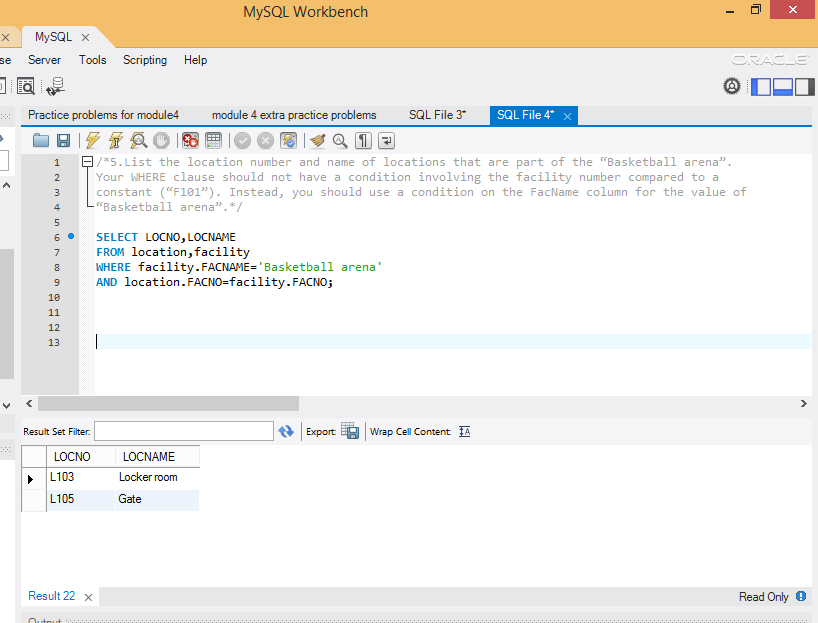 MySQL Workbench
MySQL
se Server Tools Scripting Help
ORACLE
Practice problems for module4 module 4 extra practice problems SQL File 3* SQL File 4*
1 /*5.List the location number and name of locations that are part of the “Basketball arena”.
2 Your WHERE clause should not have a condition involving the facility number compared to a
3 constant (“F101”). Instead, you should use a condition on the FacName column for the value of
4 “Basketball arena”.*/
5
6 SELECT LOCNO,LOCNAME
7 FROM location,facility
8 WHERE facility.FACNAME='Basketball arena'
9 AND location.FACNO=facility.FACNO;
10
11
12
13
Result Set Filter: Export: Wrap Cell Content:
LOCNO LOCNAME
L103 Locker room
L105 Gate
Result 22 Read Only
Output